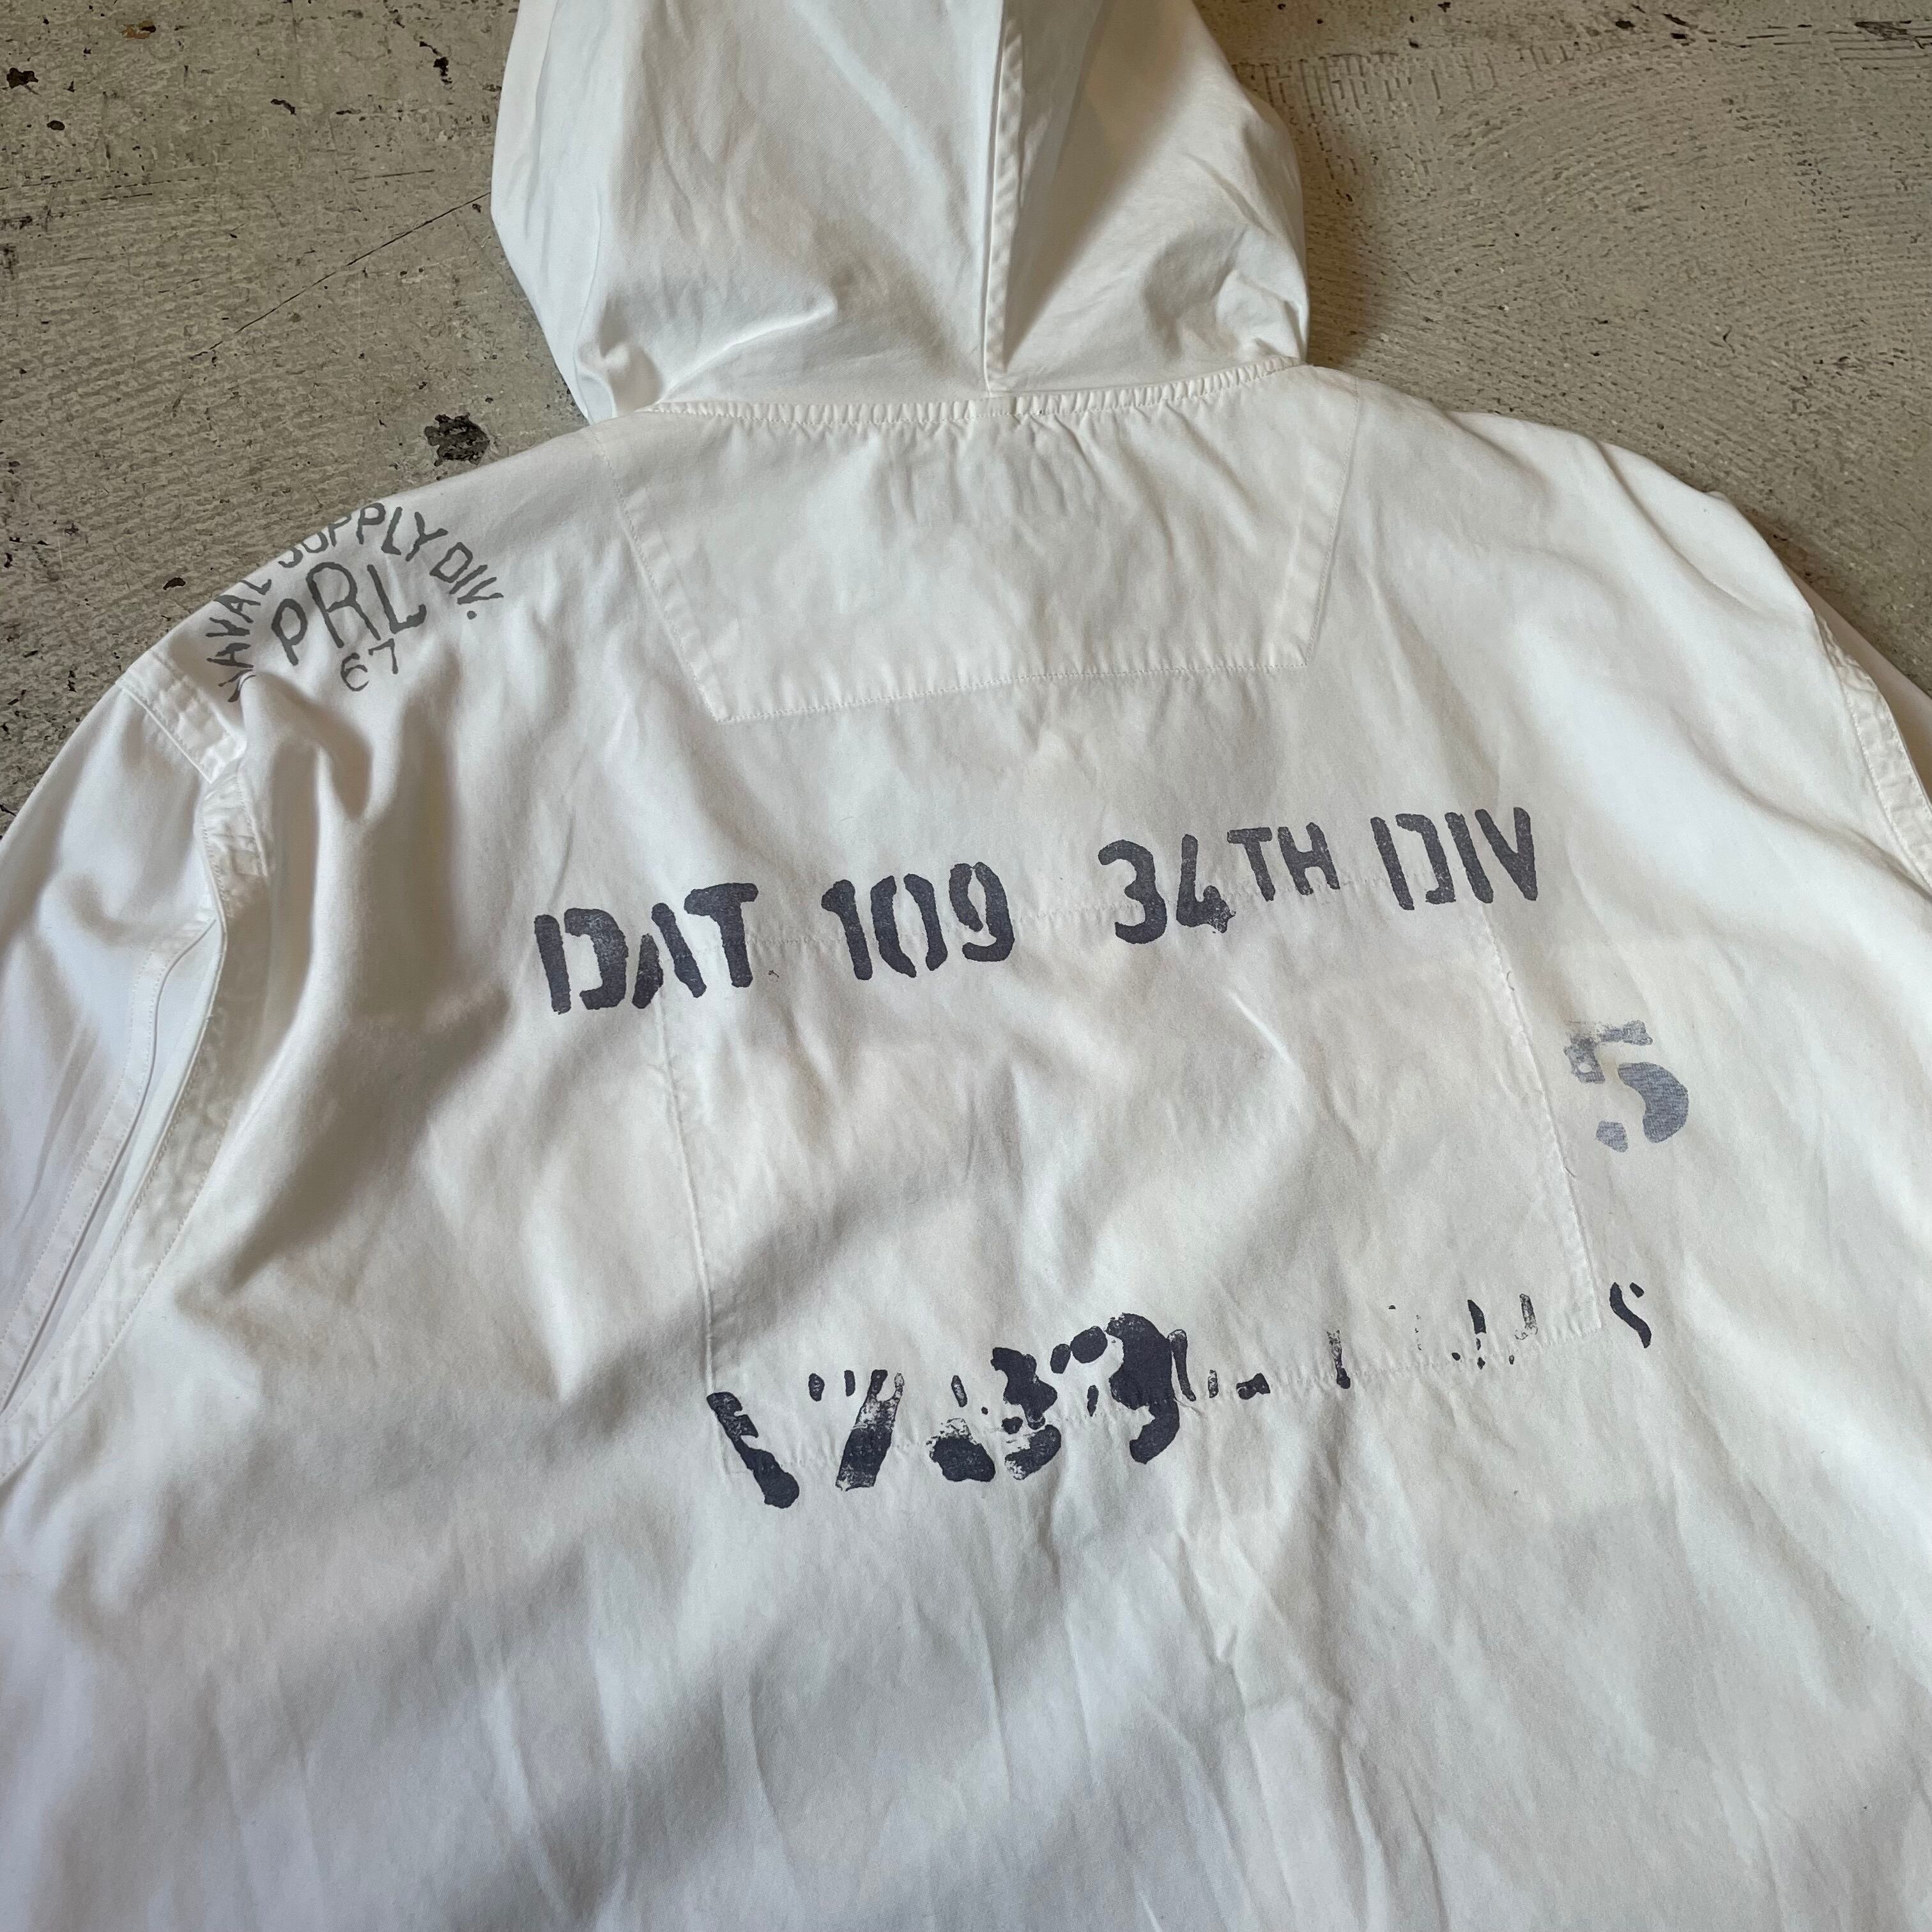 NAVAL SUPPLY DIV.
PRL
67
DAT 109 34TH DIV
5